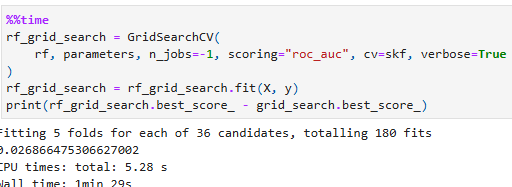 %%time
rf_grid_search = GridSearchCV(
    rf, parameters, n_jobs=-1, scoring="roc_auc", cv=skf, verbose=True
)
rf_grid_search = rf_grid_search.fit(X, y)
print(rf_grid_search.best_score_ - grid_search.best_score_)
Fitting 5 folds for each of 36 candidates, totalling 180 fits
0.026866475306627002
CPU times: total: 5.28 s
Wall time: 1min 29s